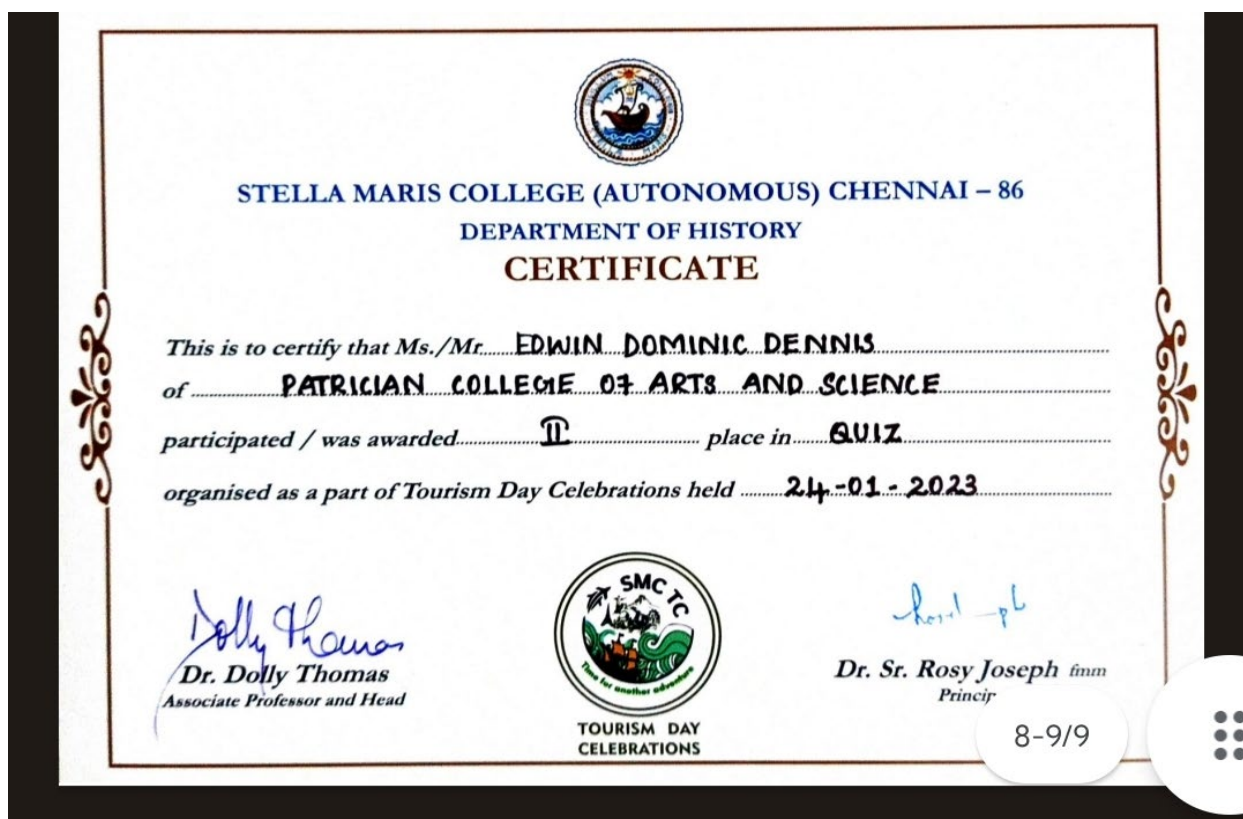 STELLA MARIS COLLEGE (AUTONOMOUS) CHENNAI – 86
DEPARTMENT OF HISTORY
CERTIFICATE
This is to certify that Ms./Mr. EDWIN DOMINIC DENNIS
of PATRICIAN COLLEGE OF ARTS AND SCIENCE
participated / was awarded II place in QUIZ
organised as a part of Tourism Day Celebrations held 24-01-2023
Dolly Thomas
Dr. Dolly Thomas
Associate Professor and Head
SMC TC
Time for another adventure
TOURISM DAY
CELEBRATIONS
Dr. Sr. Rosy Joseph fmm
8-9/9